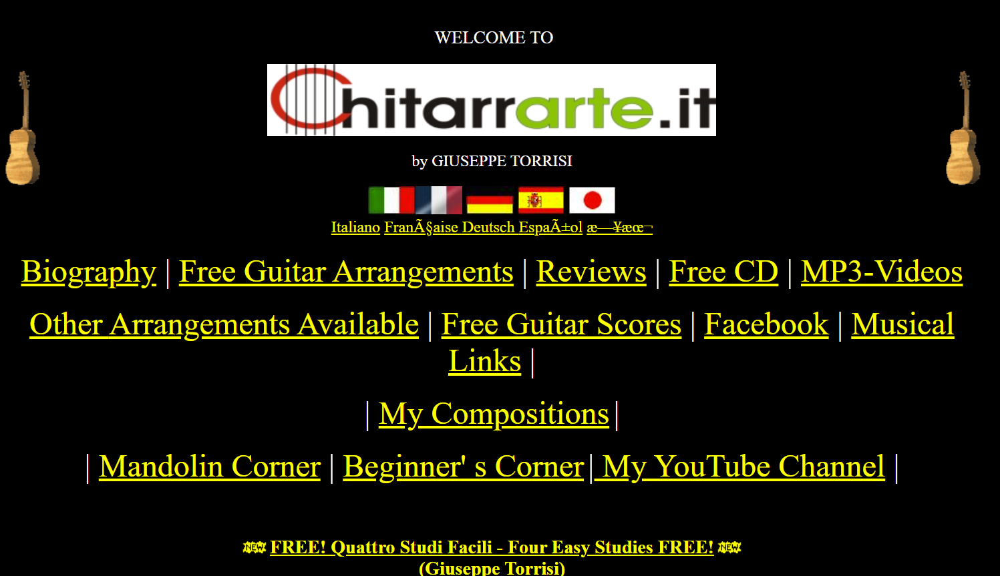 WELCOME TO
Chitarrarte.it
by GIUSEPPE TORRISI
Italiano FranÃ§aise Deutsch EspaÃ±ol æ—¥æœ¬
Biography | Free Guitar Arrangements | Reviews | Free CD | MP3-Videos
Other Arrangements Available | Free Guitar Scores | Facebook | Musical
Links |
| My Compositions |
| Mandolin Corner | Beginner' s Corner | My YouTube Channel |
NEW FREE! Quattro Studi Facili - Four Easy Studies FREE! NEW
(Giuseppe Torrisi)